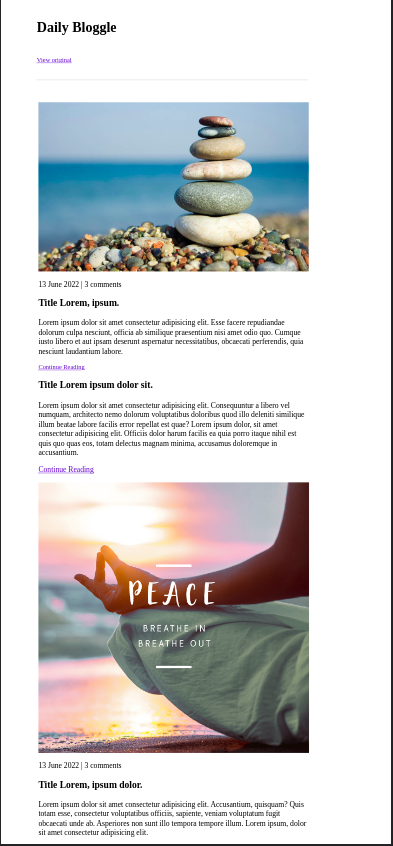 Daily Bloggle
View original
13 June 2022 | 3 comments
Title Lorem, ipsum.
Lorem ipsum dolor sit amet consectetur adipisicing elit. Esse facere repudiandae
dolorum culpa nesciunt, officia ab similique praesentium nisi amet odio quo. Cumque
iusto libero et aut ipsam deserunt aspernatur necessitatibus, obcaecati perferendis, quia
nesciunt laudantium labore.
Continue Reading
Title Lorem ipsum dolor sit.
Lorem ipsum dolor sit amet consectetur adipisicing elit. Consequuntur a libero vel
numquam, architecto nemo dolorum voluptatibus doloribus quod illo deleniti similique
illum beatae labore facilis error repellat est quae? Lorem ipsum dolor, sit amet
consectetur adipisicing elit. Officiis dolor harum facilis ea quia porro itaque nihil est
quis quo quas eos, totam delectus magnam minima, accusamus doloremque in
accusantium.
Continue Reading
PEACE
BREATHE IN
BREATHE OUT
13 June 2022 | 3 comments
Title Lorem, ipsum dolor.
Lorem ipsum dolor sit amet consectetur adipisicing elit. Accusantium, quisquam? Quis
totam esse, consectetur voluptatibus officiis, sapiente, veniam voluptatum fugit
obcaecati unde ab. Asperiores non sunt illo tempora tempore illum. Lorem ipsum, dolor
sit amet consectetur adipisicing elit.